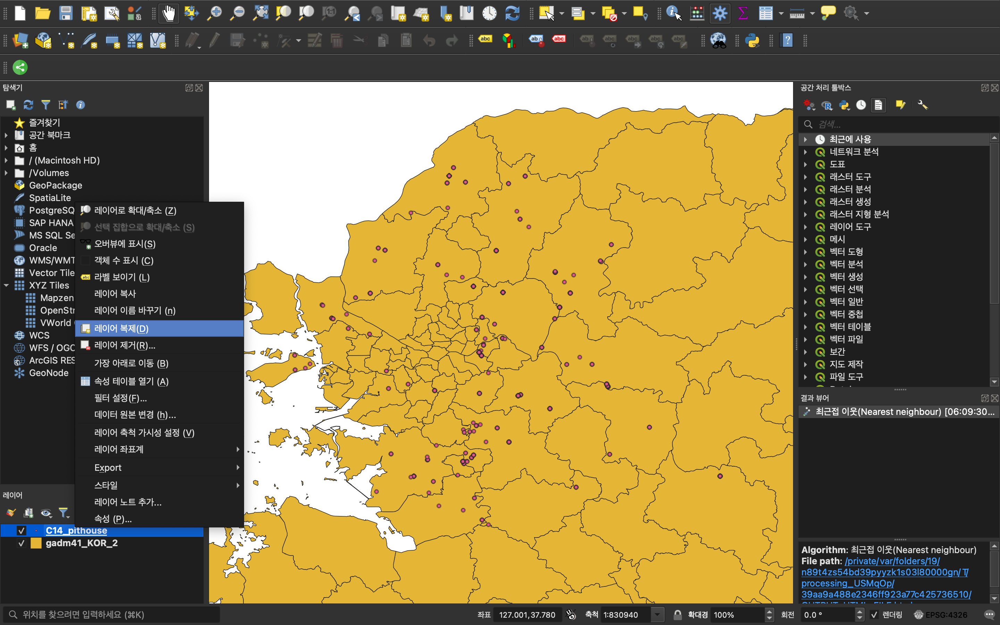 1:1
a
abc
ab
abc
ab
abc
abc
abc
abc
?
탐색기
즐겨찾기
공간 북마크
홈
/ (Macintosh HD)
/Volumes
GeoPackage
SpatiaLite
PostgreSQ
SAP HANA
MS SQL Se
Oracle
WMS/WMT
Vector Tile
XYZ Tiles
Mapzen
OpenStr
VWorld
WCS
WFS / OGC
ArcGIS RES
GeoNode
레이어로 확대/축소 (Z)
선택 집합으로 확대/축소 (S)
오버뷰에 표시(S)
객체 수 표시 (C)
abc 라벨 보이기 (L)
레이어 복사
레이어 이름 바꾸기 (n)
레이어 복제(D)
레이어 제거(R)...
가장 아래로 이동 (B)
속성 테이블 열기 (A)
필터 설정(F)...
데이터 원본 변경 (h)...
레이어 축척 가시성 설정 (V)
레이어 좌표계
Export
스타일
레이어 노트 추가...
속성 (P)...
레이어
C14_pithouse
gadm41_KOR_2
공간 처리 툴박스
R
검색...
최근에 사용
네트워크 분석
도표
래스터 도구
래스터 분석
래스터 생성
래스터 지형 분석
레이어 도구
메시
벡터 도형
벡터 분석
벡터 생성
벡터 선택
벡터 일반
벡터 중첩
벡터 테이블
벡터 파일
보간
지도 제작
파일 도구
결과 뷰어
최근접 이웃(Nearest neighbour) [06:09:30...
Algorithm: 최근접 이웃(Nearest neighbour)
File path: /private/var/folders/19/
n89t4zs54bd39pyyzk1s03l80000gn/T/
processing_USMqOp/
39aa9a488e2346ff923a77c425736510/
위치를 찾으려면 입력하세요 (⌘K)
좌표 127.001,37.780 축척 1:830940 확대경 100% 회전 0.0 ° 렌더링 EPSG:4326